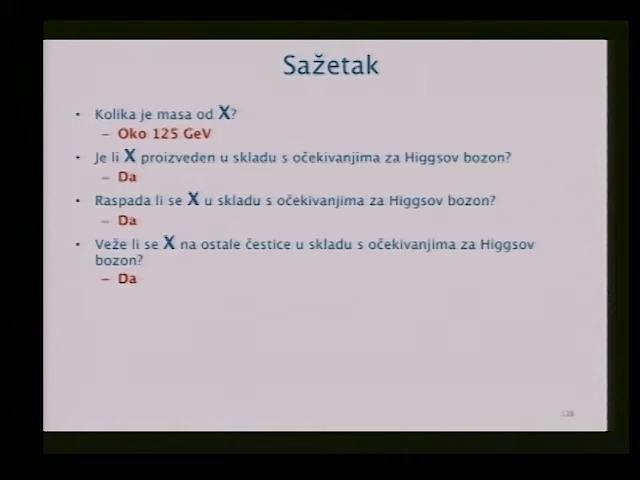 Sažetak
• Kolika je masa od X?
– Oko 125 GeV
• Je li X proizveden u skladu s očekivanjima za Higgsov bozon?
– Da
• Raspada li se X u skladu s očekivanjima za Higgsov bozon?
– Da
• Veže li se X na ostale čestice u skladu s očekivanjima za Higgsov
bozon?
– Da